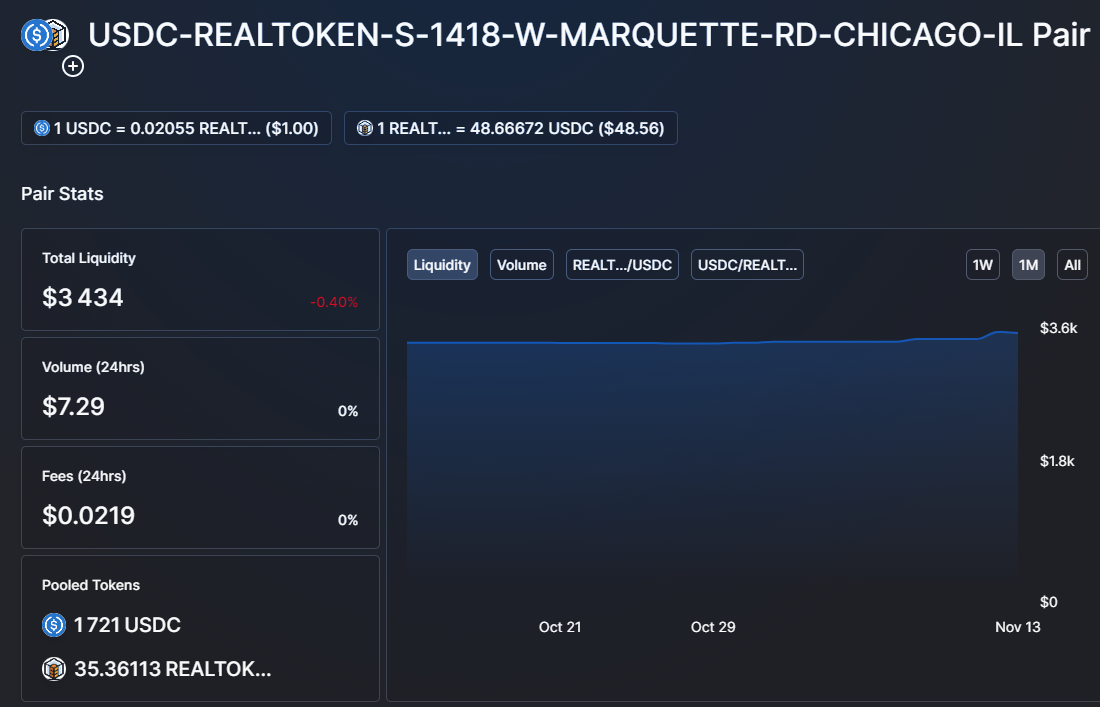 USDC-REALTOKEN-S-1418-W-MARQUETTE-RD-CHICAGO-IL Pair
1 USDC = 0.02055 REALT... ($1.00)
1 REALT... = 48.66672 USDC ($48.56)
Pair Stats
Total Liquidity
$3 434
-0.40%
Volume (24hrs)
$7.29
0%
Fees (24hrs)
$0.0219
0%
Pooled Tokens
1 721 USDC
35.36113 REALTOK...
Liquidity
Volume
REALT.../USDC
USDC/REALT...
1W
1M
All
$3.6k
$1.8k
$0
Oct 21
Oct 29
Nov 13